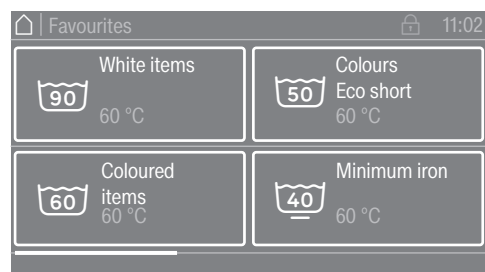 Favourites 11:02
White items
90
60 °C
Colours
50 Eco short
60 °C
Coloured
60 items
60 °C
Minimum iron
40
60 °C